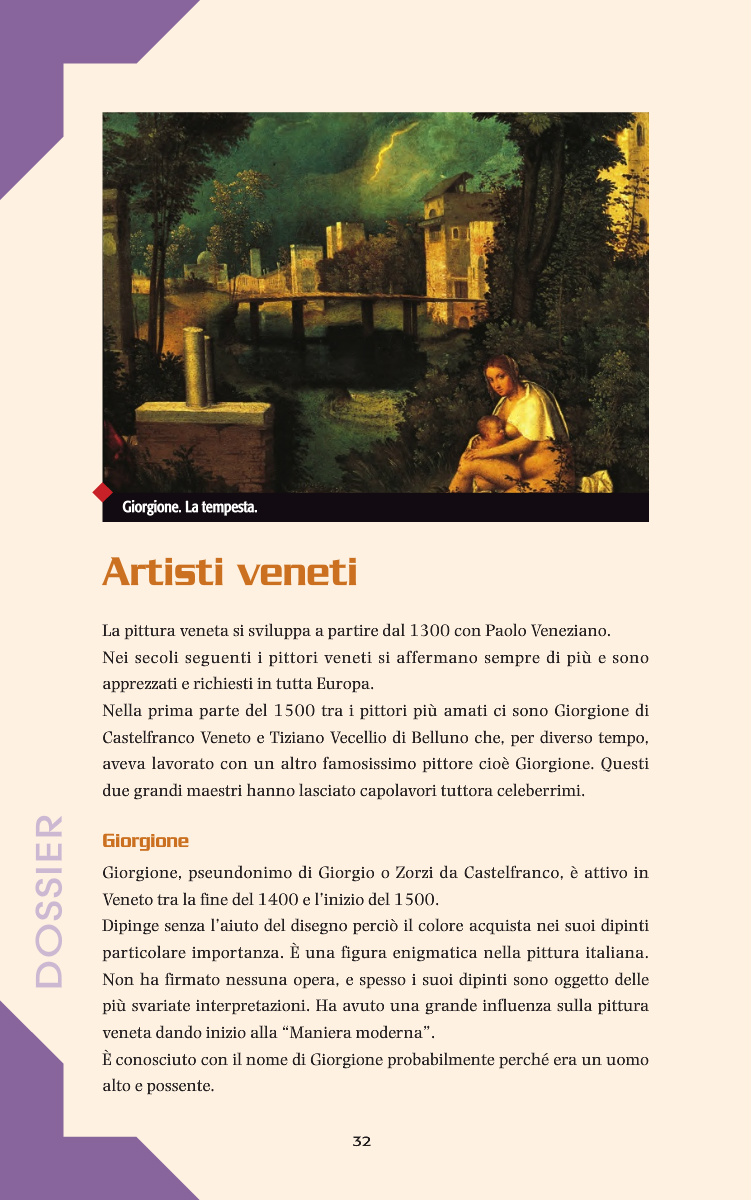 Giorgione. La tempesta.
Artisti veneti
La pittura veneta si sviluppa a partire dal 1300 con Paolo Veneziano.
Nei secoli seguenti i pittori veneti si affermano sempre di più e sono
apprezzati e richiesti in tutta Europa.
Nella prima parte del 1500 tra i pittori più amati ci sono Giorgione di
Castelfranco Veneto e Tiziano Vecellio di Belluno che, per diverso tempo,
aveva lavorato con un altro famosissimo pittore cioè Giorgione. Questi
due grandi maestri hanno lasciato capolavori tuttora celeberrimi.
Giorgione
Giorgione, pseundonimo di Giorgio o Zorzi da Castelfranco, è attivo in
Veneto tra la fine del 1400 e l’inizio del 1500.
Dipinge senza l’aiuto del disegno perciò il colore acquista nei suoi dipinti
particolare importanza. È una figura enigmatica nella pittura italiana.
Non ha firmato nessuna opera, e spesso i suoi dipinti sono oggetto delle
più svariate interpretazioni. Ha avuto una grande influenza sulla pittura
veneta dando inizio alla “Maniera moderna”.
È conosciuto con il nome di Giorgione probabilmente perché era un uomo
alto e possente.
DOSSIER
32